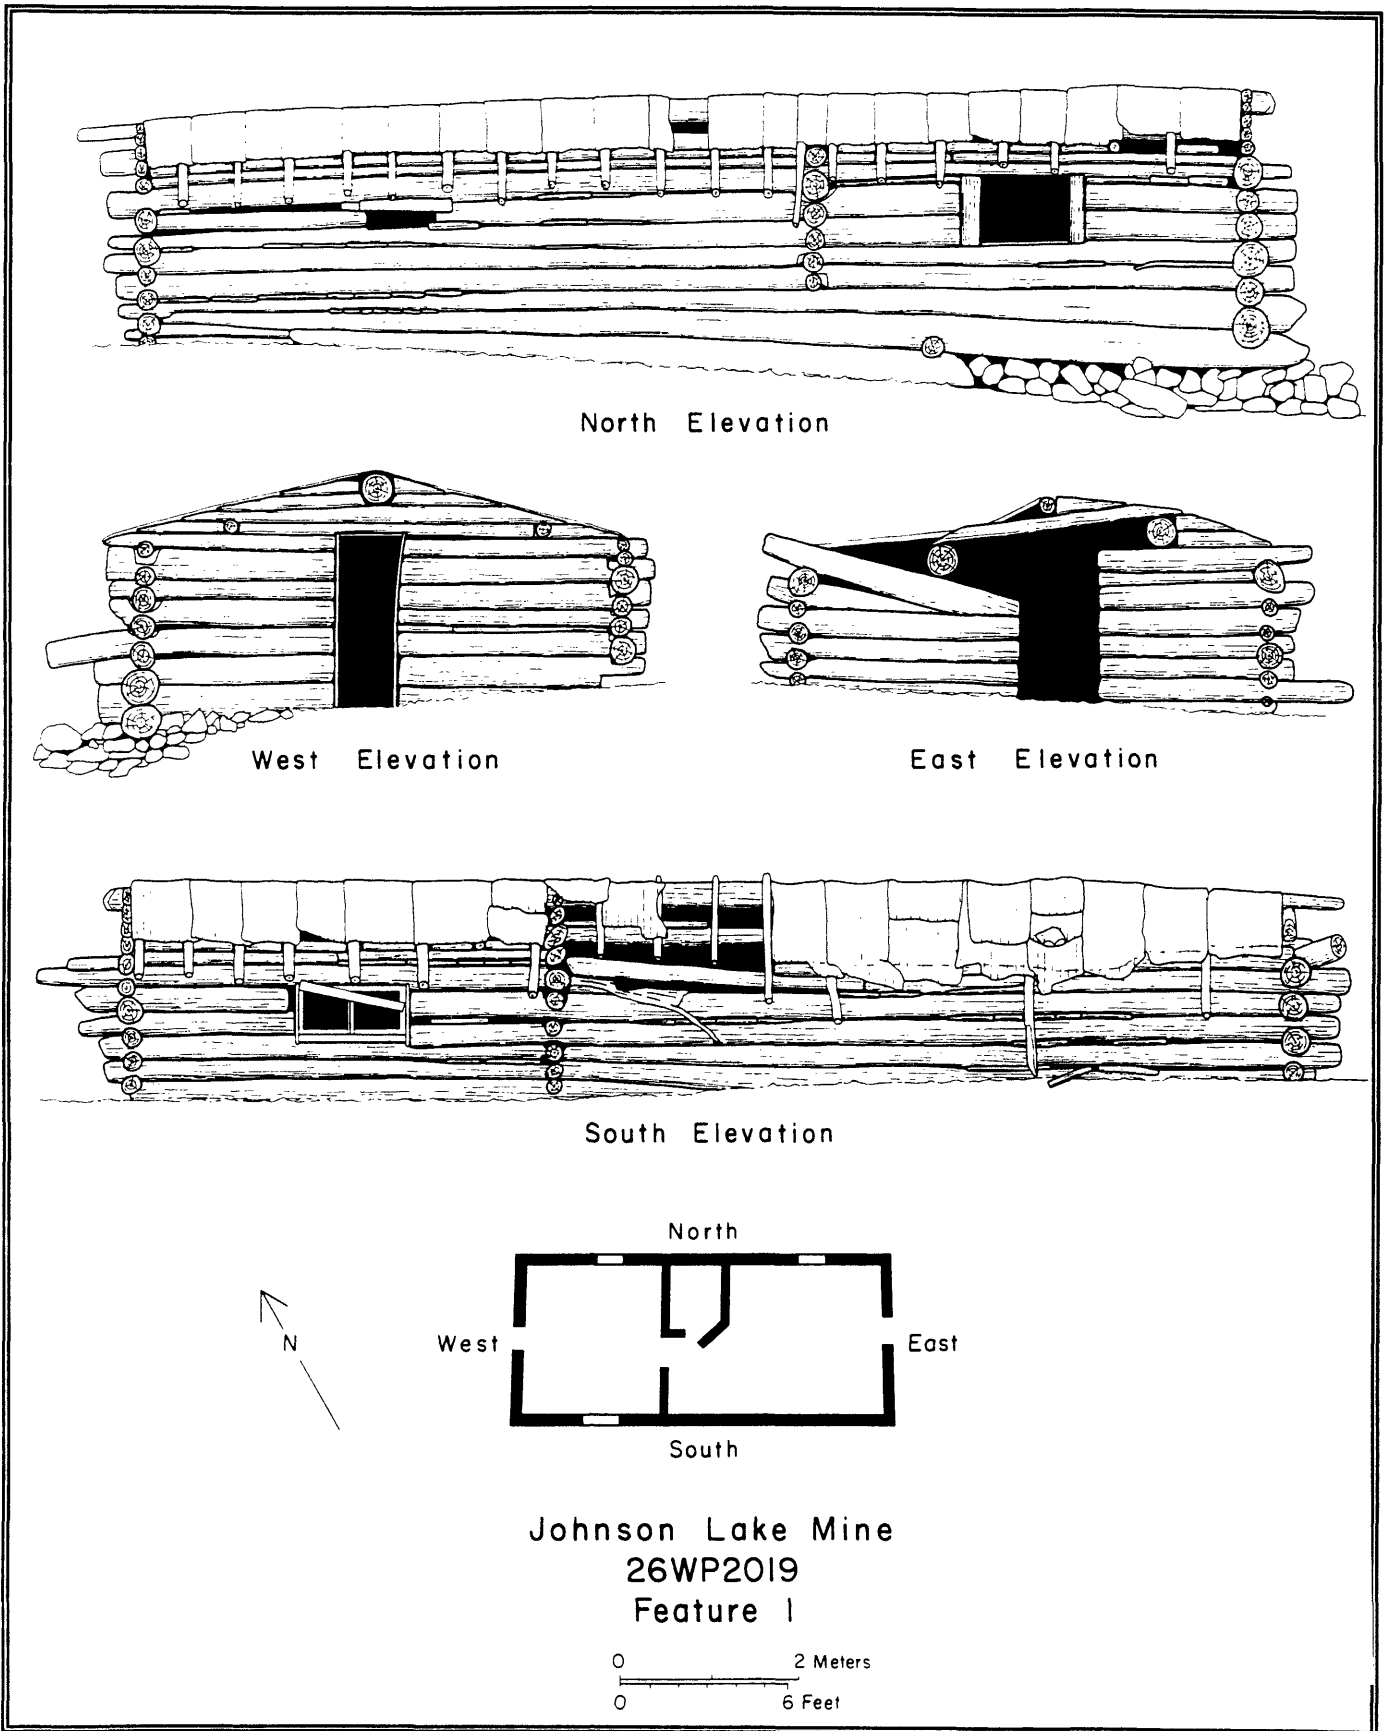 North Elevation
West Elevation
East Elevation
South Elevation
North
N
West
East
South
Johnson Lake Mine
26WP2019
Feature 1
0 2 Meters
0 6 Feet